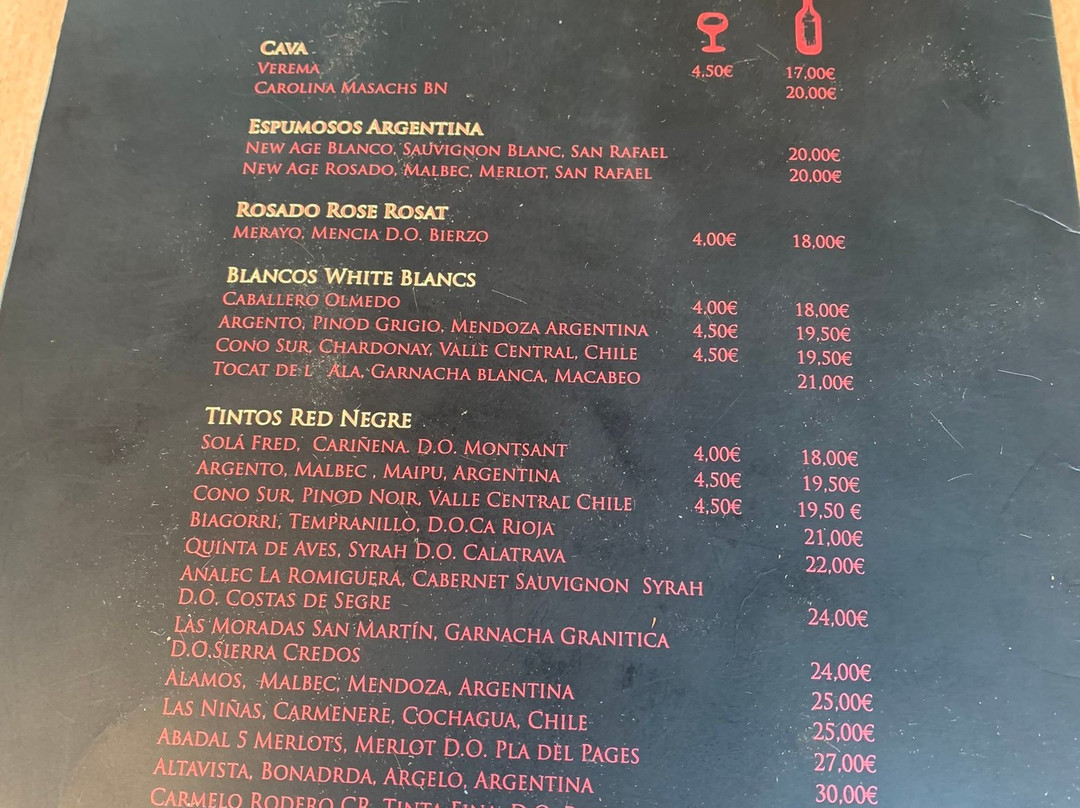 CAVA
VEREMA 4,50€ 17,00€
CAROLINA MASACHS BN 20,00€
ESPUMOSOS ARGENTINA
NEW AGE BLANCO, SAUVIGNON BLANC, SAN RAFAEL 20,00€
NEW AGE ROSADO, MALBEC, MERLOT, SAN RAFAEL 20,00€
ROSADO ROSE ROSAT
MERAYO, MENCIA D.O. BIERZO 4,00€ 18,00€
BLANCOS WHITE BLANCS
CABALLERO OLMEDO 4,00€ 18,00€
ARGENTO, PINOD GRIGIO, MENDOZA ARGENTINA 4,50€ 19,50€
CONO SUR, CHARDONAY, VALLE CENTRAL, CHILE 4,50€ 19,50€
TOCAT DE L ALA, GARNACHA BLANCA, MACABEO 21,00€
TINTOS RED NEGRE
SOLÁ FRED, CARIÑENA. D.O. MONTSANT 4,00€ 18,00€
ARGENTO, MALBEC , MAIPU, ARGENTINA 4,50€ 19,50€
CONO SUR, PINOD NOIR, VALLE CENTRAL CHILE 4,50€ 19,50 €
BIAGORRI, TEMPRANILLO, D.O.CA RIOJA 21,00€
QUINTA DE AVES, SYRAH D.O. CALATRAVA 22,00€
ANALEC LA ROMIGUERA, CABERNET SAUVIGNON SYRAH
D.O. COSTAS DE SEGRE 24,00€
LAS MORADAS SAN MARTÍN, GARNACHA GRANITICA
D.O.SIERRA CREDOS 24,00€
ALAMOS, MALBEC, MENDOZA, ARGENTINA 25,00€
LAS NIÑAS, CARMENERE, COCHAGUA, CHILE 25,00€
ABADAL 5 MERLOTS, MERLOT D.O. PLA DEL PAGES 27,00€
ALTAVISTA, BONADRDA, ARGELO, ARGENTINA 30,00€
CARMELO RODERO CR, TINTA FINA D.O.